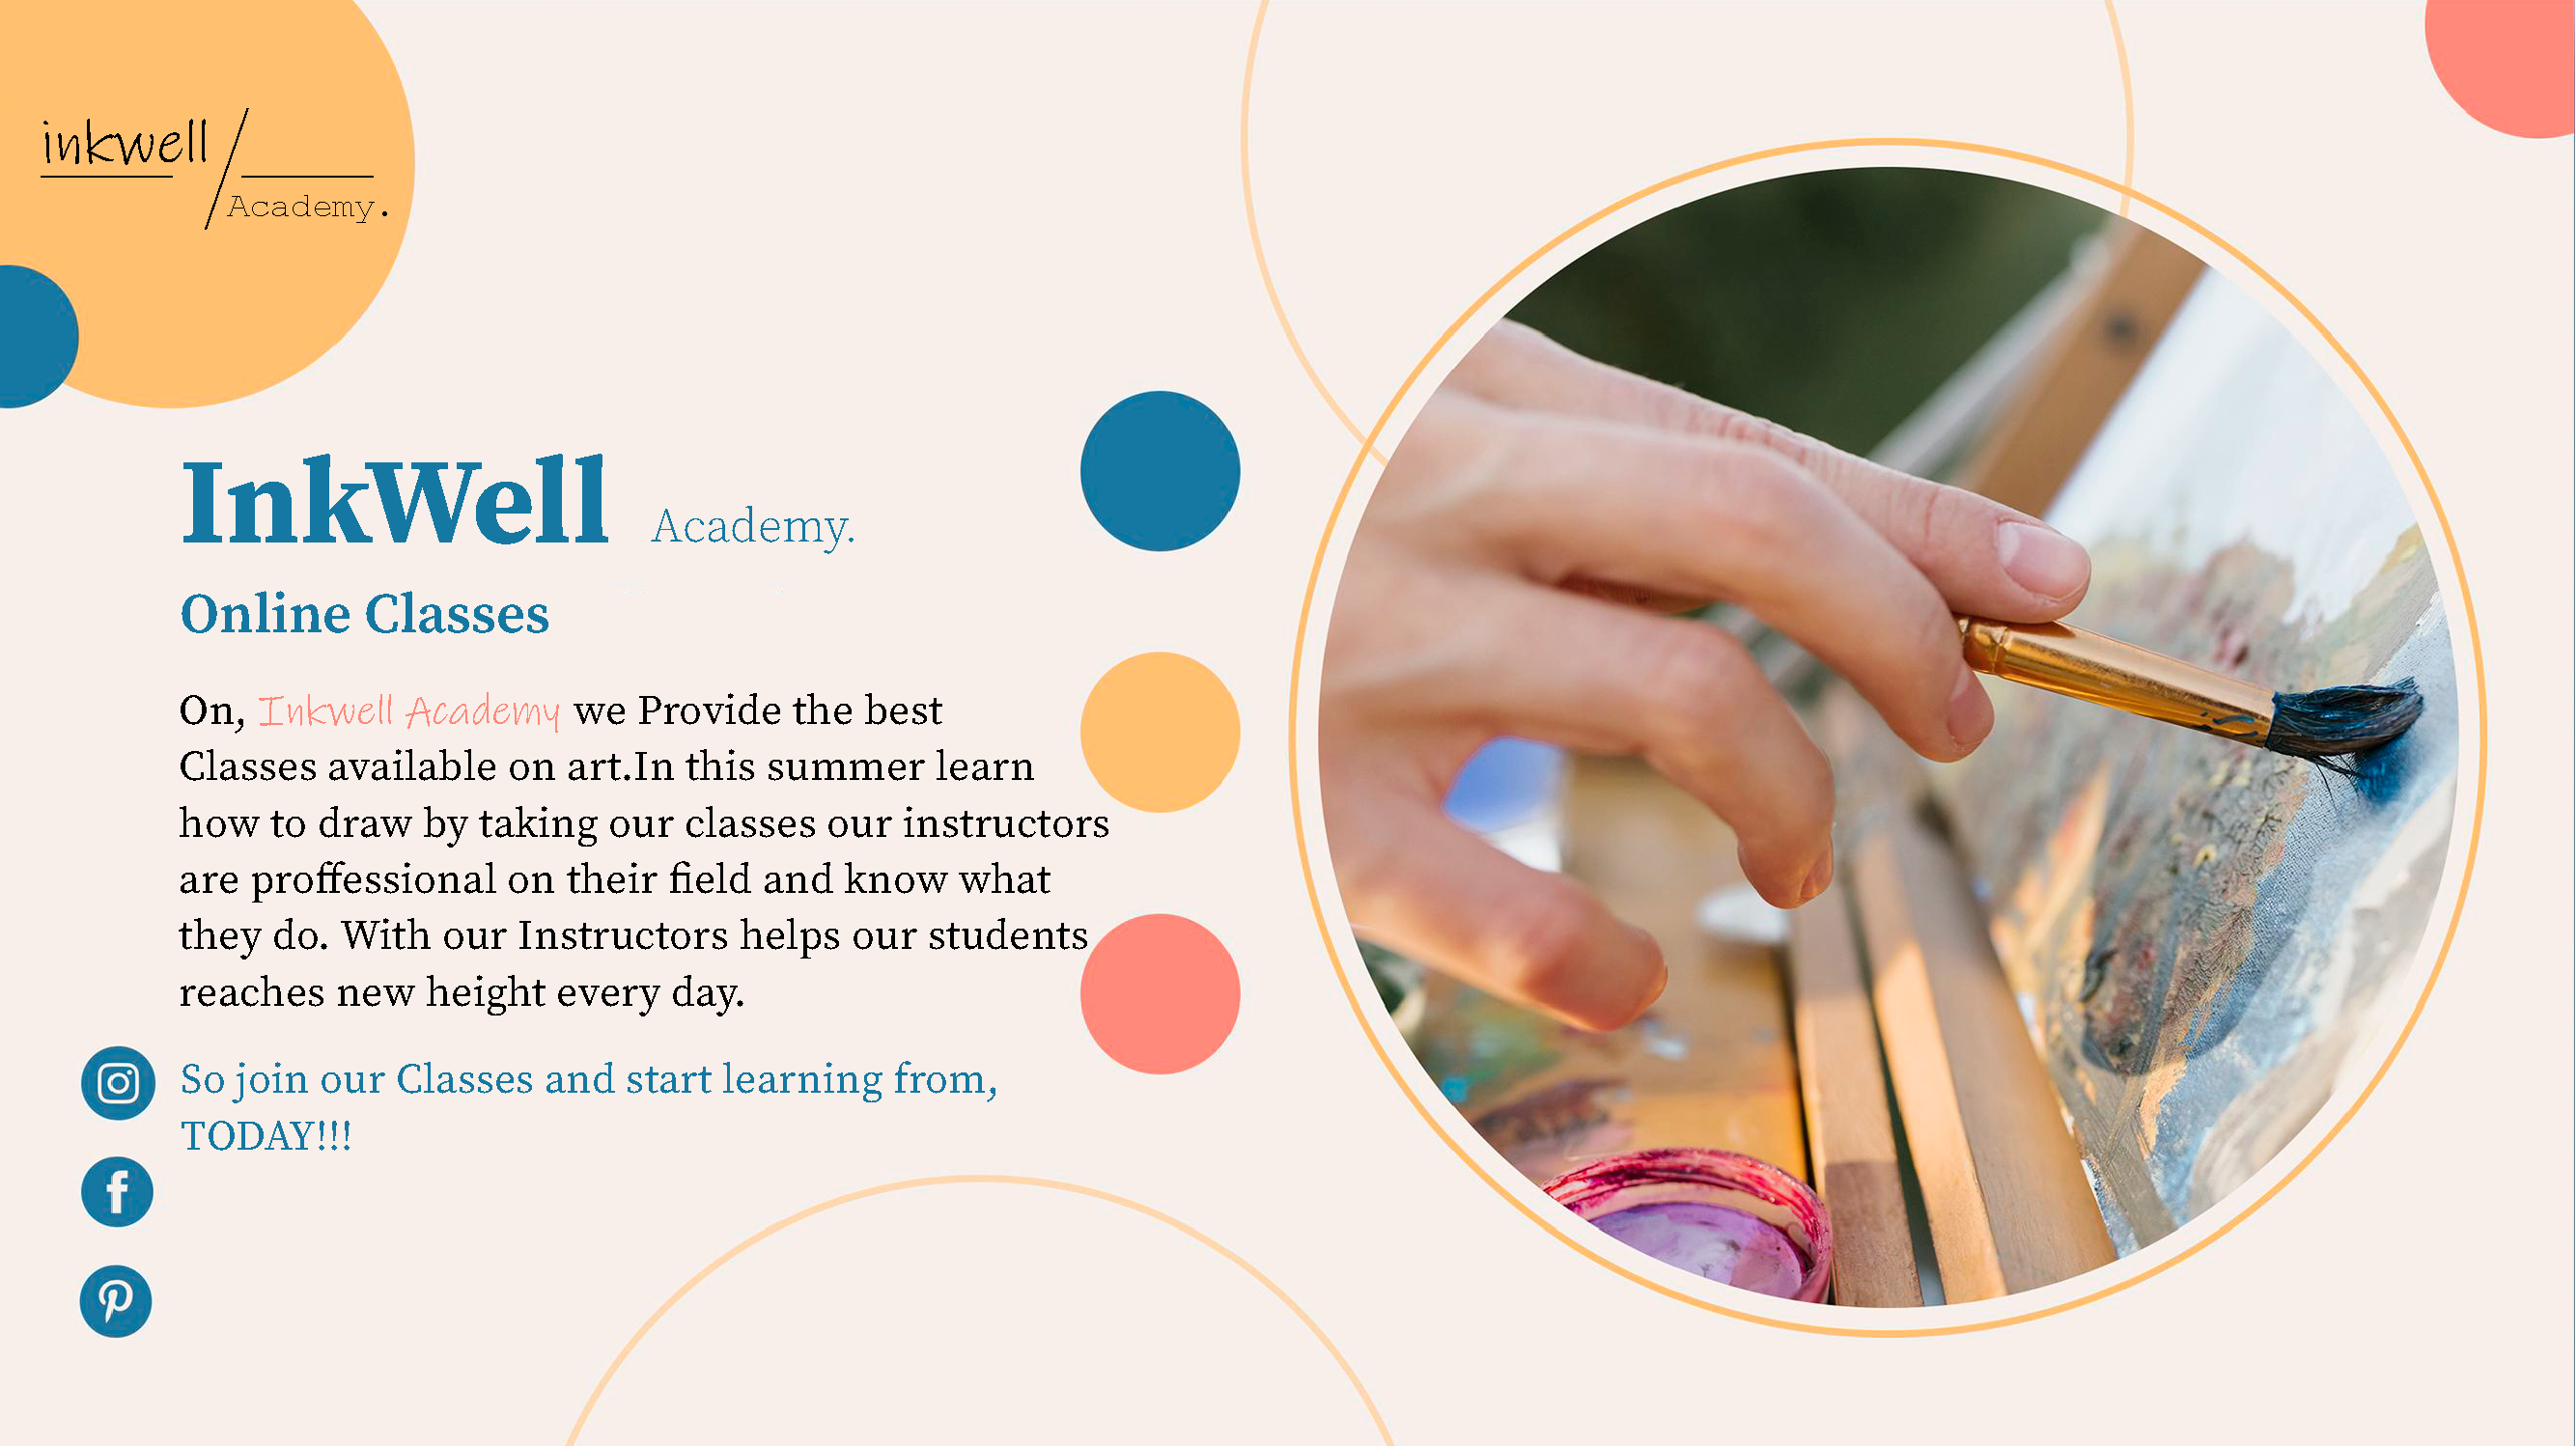 inkwell
Academy.
InkWell Academy.
Online Classes
On, Inkwell Academy we Provide the best
Classes available on art.In this summer learn
how to draw by taking our classes our instructors
are proffessional on their field and know what
they do. With our Instructors helps our students
reaches new height every day.
So join our Classes and start learning from,
TODAY!!!